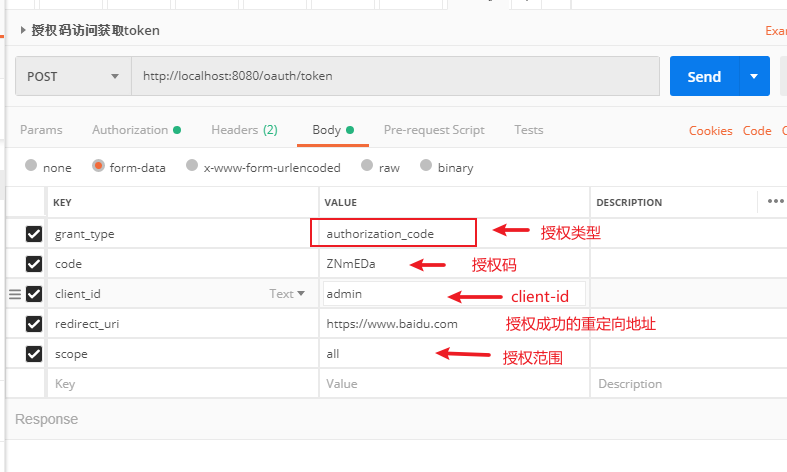 授权码访问获取token
Exa
POST
http://localhost:8080/oauth/token
Send
Params
Authorization
Headers (2)
Body
Pre-request Script
Tests
Cookies
Code
none
form-data
x-www-form-urlencoded
raw
binary
KEY
VALUE
DESCRIPTION
grant_type
authorization_code
授权类型
code
ZNmEDa
授权码
client_id
Text
admin
client-id
redirect_uri
https://www.baidu.com
授权成功的重定向地址
scope
all
授权范围
Key
Value
Description
Response